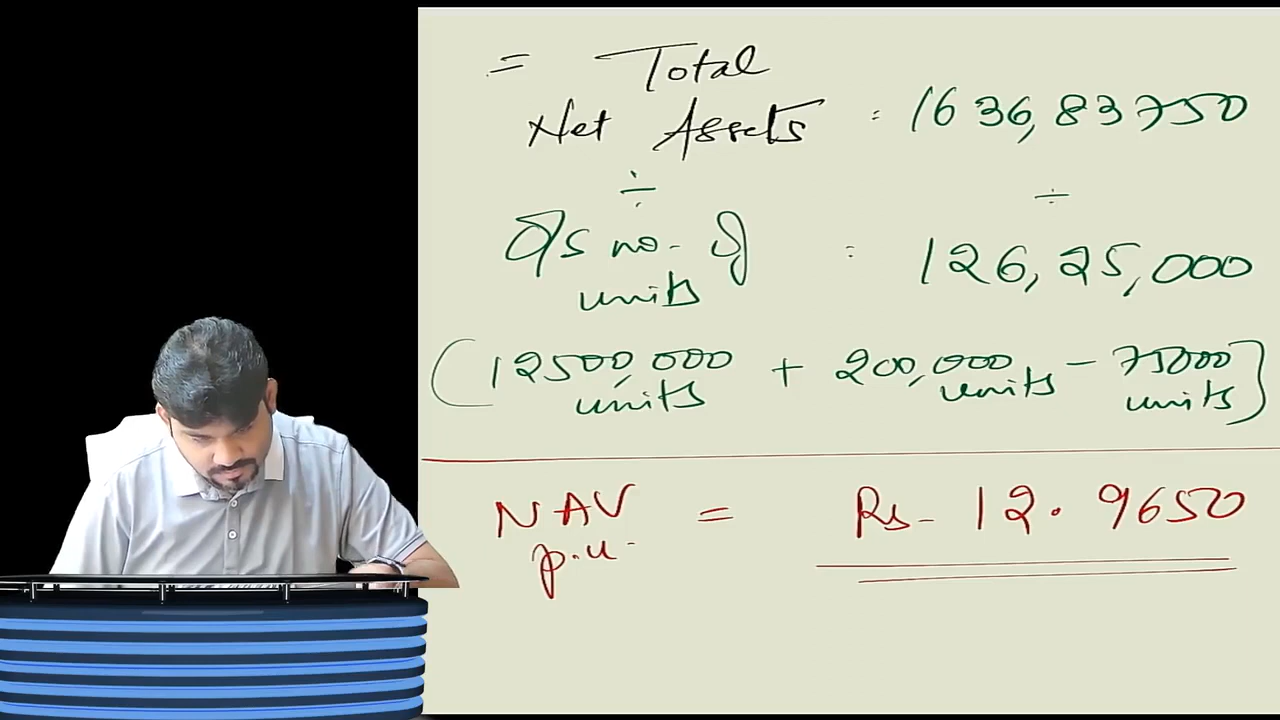 = Total
Net Assets : 1636,83750
÷ ÷
O/s no. of : 126,25,000
units
(12500,000 + 200,000 - 75000)
units units units
NAV = Rs- 12.9650
p.u.